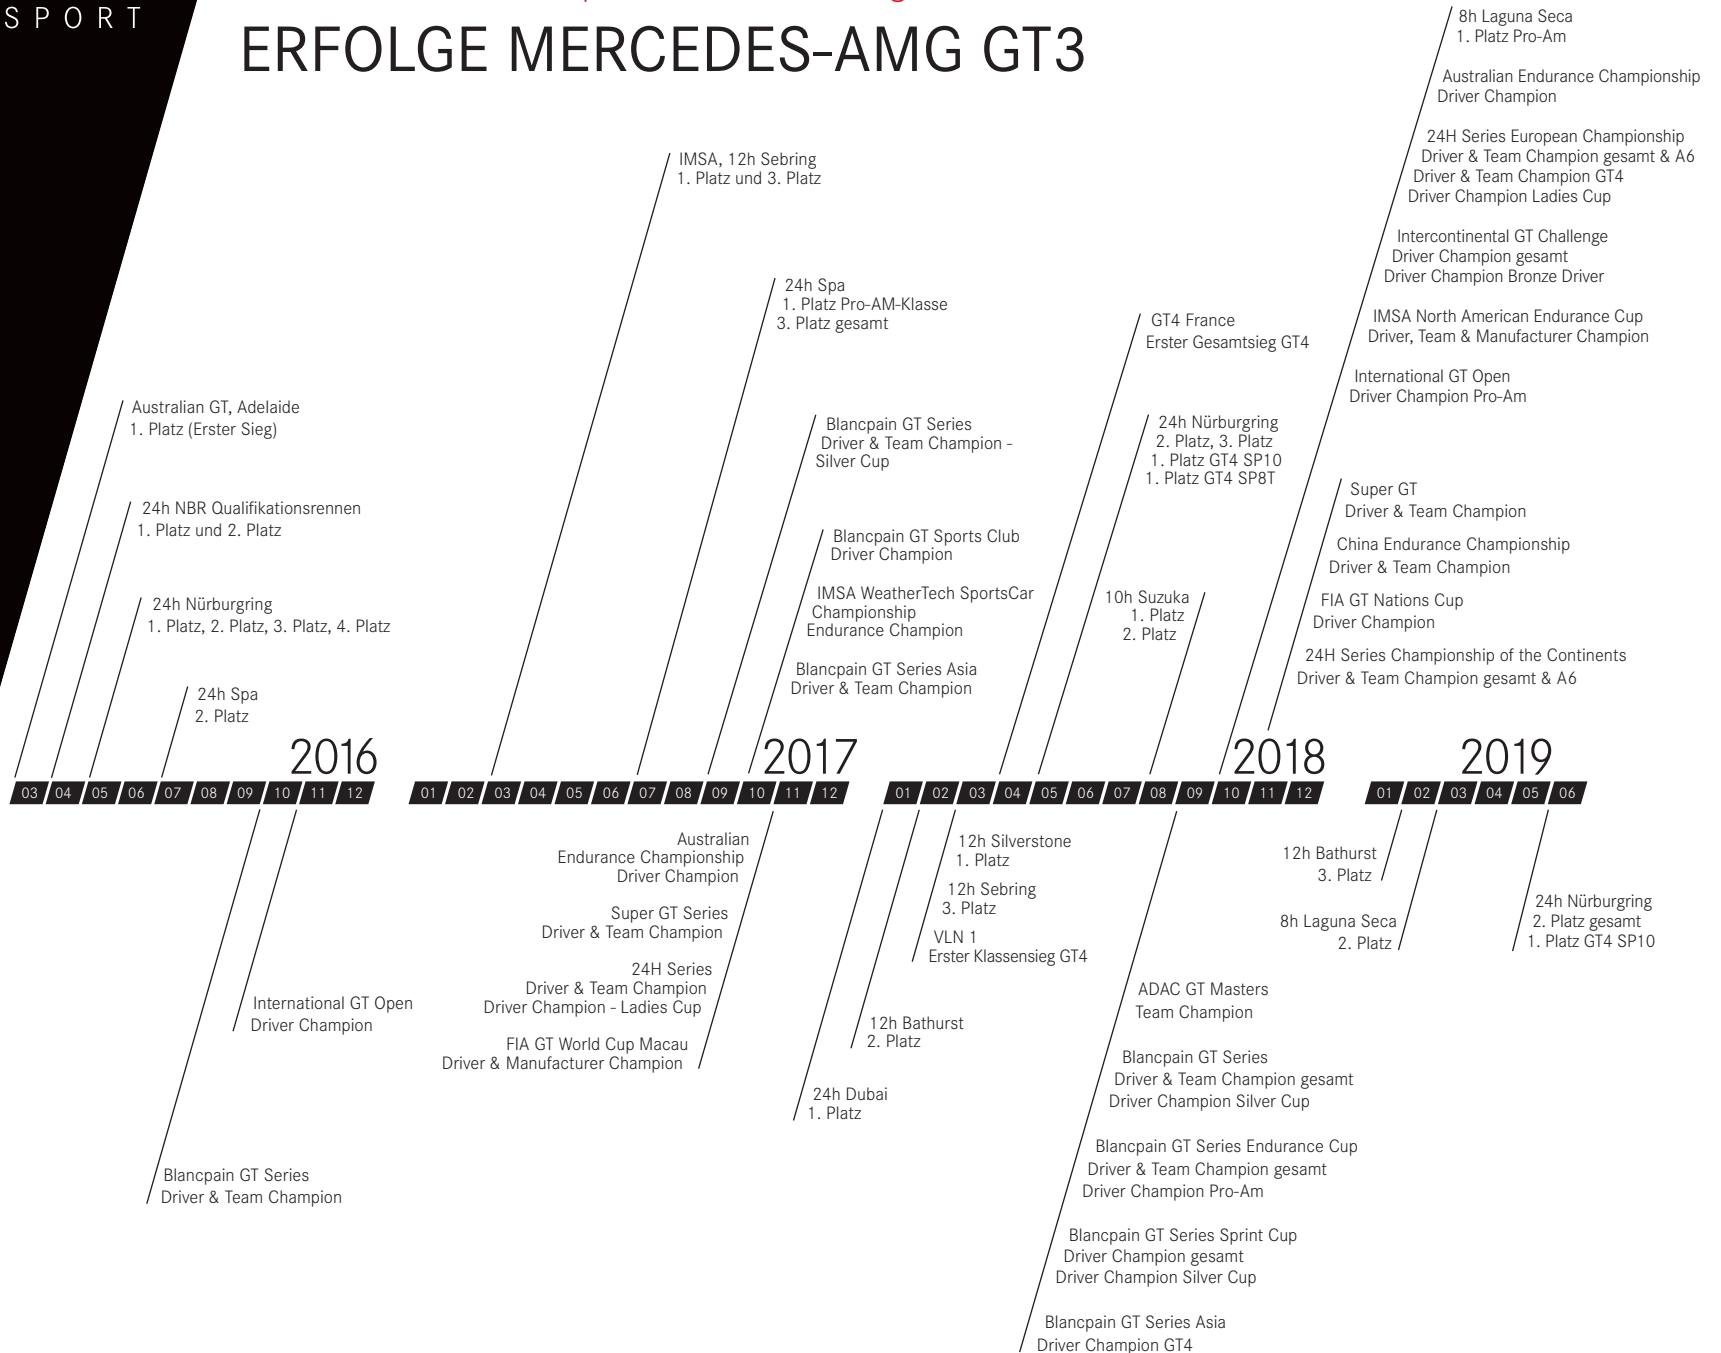 SPORT
ERFOLGE MERCEDES-AMG GT3
Australian GT, Adelaide
1. Platz (Erster Sieg)
24h NBR Qualifikationsrennen
1. Platz und 2. Platz
24h Nürburgring
1. Platz, 2. Platz, 3. Platz, 4. Platz
24h Spa
2. Platz
2016
03 04 05 06 07 08 09 10 11 12
International GT Open
Driver Champion
Blancpain GT Series
Driver & Team Champion
IMSA, 12h Sebring
1. Platz und 3. Platz
24h Spa
1. Platz Pro-AM-Klasse
3. Platz gesamt
Blancpain GT Series
Driver & Team Champion -
Silver Cup
Blancpain GT Sports Club
Driver Champion
IMSA WeatherTech SportsCar
Championship
Endurance Champion
Blancpain GT Series Asia
Driver & Team Champion
2017
01 02 03 04 05 06 07 08 09 10 11 12
Australian
Endurance Championship
Driver Champion
Super GT Series
Driver & Team Champion
24H Series
Driver & Team Champion
Driver Champion - Ladies Cup
FIA GT World Cup Macau
Driver & Manufacturer Champion
GT4 France
Erster Gesamtsieg GT4
24h Nürburgring
2. Platz, 3. Platz
1. Platz GT4 SP10
1. Platz GT4 SP8T
10h Suzuka
1. Platz
2. Platz
8h Laguna Seca
1. Platz Pro-Am
Australian Endurance Championship
Driver Champion
24H Series European Championship
Driver & Team Champion gesamt & A6
Driver & Team Champion GT4
Driver Champion Ladies Cup
Intercontinental GT Challenge
Driver Champion gesamt
Driver Champion Bronze Driver
IMSA North American Endurance Cup
Driver, Team & Manufacturer Champion
International GT Open
Driver Champion Pro-Am
Super GT
Driver & Team Champion
China Endurance Championship
Driver & Team Champion
FIA GT Nations Cup
Driver Champion
24H Series Championship of the Continents
Driver & Team Champion gesamt & A6
2018
01 02 03 04 05 06 07 08 09 10 11 12
12h Silverstone
1. Platz
12h Sebring
3. Platz
VLN 1
Erster Klassensieg GT4
12h Bathurst
2. Platz
24h Dubai
1. Platz
ADAC GT Masters
Team Champion
Blancpain GT Series
Driver & Team Champion gesamt
Driver Champion Silver Cup
Blancpain GT Series Endurance Cup
Driver & Team Champion gesamt
Driver Champion Pro-Am
Blancpain GT Series Sprint Cup
Driver Champion gesamt
Driver Champion Silver Cup
Blancpain GT Series Asia
Driver Champion GT4
2019
01 02 03 04 05 06
12h Bathurst
3. Platz
8h Laguna Seca
2. Platz
24h Nürburgring
2. Platz gesamt
1. Platz GT4 SP10